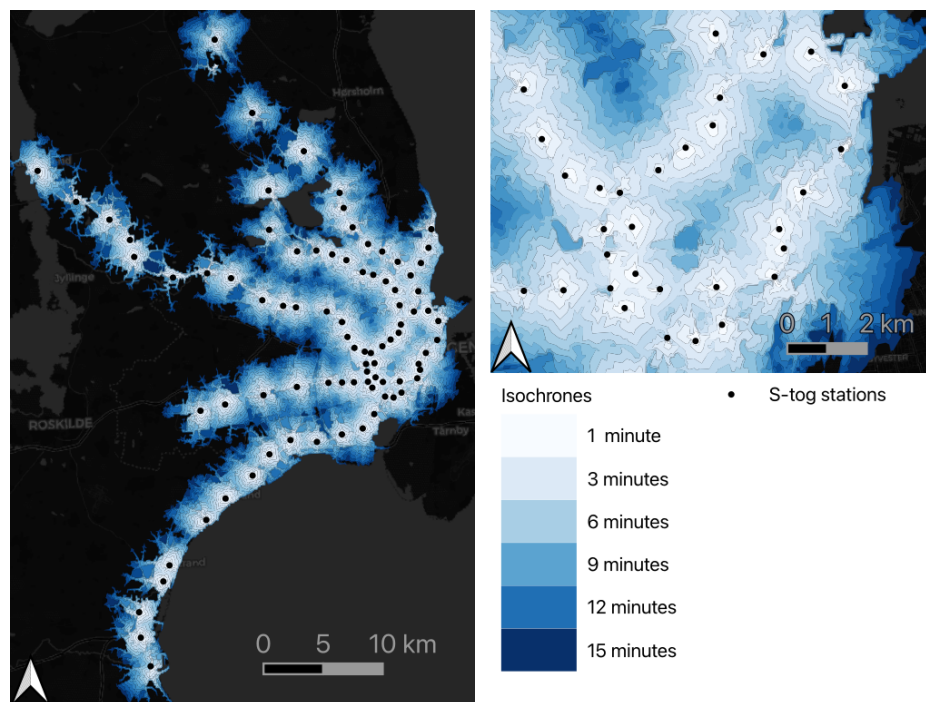 Hørsholm
Jyllinge
ROSKILDE
Tårnby
0 5 10 km
0 1 2 km
Isochrones
S-tog stations
1 minute
3 minutes
6 minutes
9 minutes
12 minutes
15 minutes